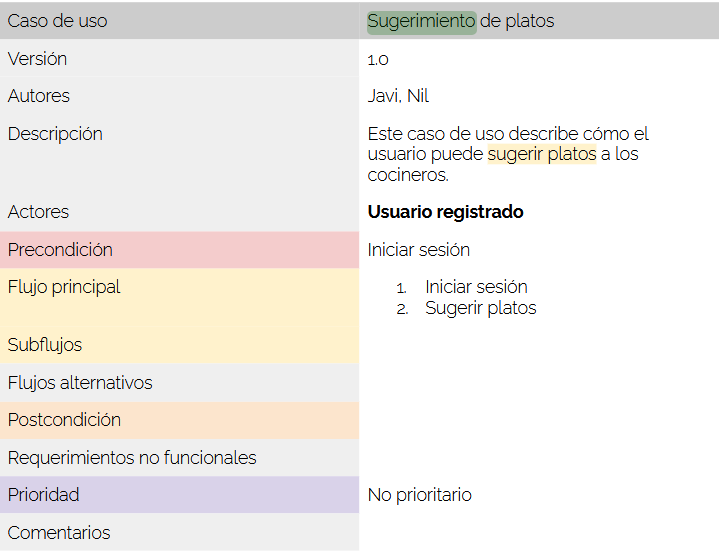 Caso de uso Sugerimiento de platos
Versión 1.0
Autores Javi, Nil
Descripción Este caso de uso describe cómo el
usuario puede sugerir platos a los
cocineros.
Actores Usuario registrado
Precondición Iniciar sesión
Flujo principal 1. Iniciar sesión
2. Sugerir platos
Subflujos
Flujos alternativos
Postcondición
Requerimientos no funcionales
Prioridad No prioritario
Comentarios